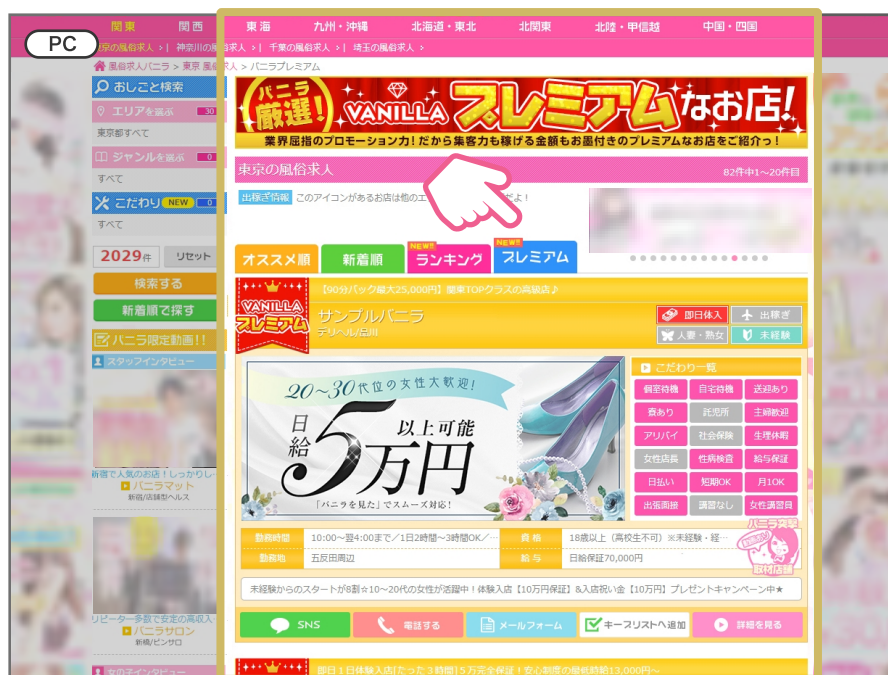 関東 関西 東海 九州・沖縄 北海道・東北 北関東 北陸・甲信越 中国・四国
PC
東京の風俗求人 >| 神奈川の風俗求人 >| 千葉の風俗求人 >| 埼玉の風俗求人 >
風俗求人バニラ > 東京 風俗求人 > バニラプレミアム
おしごと検索
エリアを選ぶ 30
東京都すべて
ジャンルを選ぶ 0
すべて
こだわり NEW 0
すべて
2029件 リセット
検索する
新着順で探す
バニラ限定動画!!
スタッフインタビュー
新宿で人気のお店!しっかりし
バニラマット
新宿/店舗型ヘルス
リピーター多数で安定の高収入
バニラサロン
新橋/ピンサロ
女の子インタビュー
バニラ厳選! VANILLA プレミアムなお店!
業界屈指のプロモーション力!だから集客力も稼げる金額もお墨付きのプレミアムなお店をご紹介っ!
東京の風俗求人 82件中1～20件目
出稼ぎ情報 このアイコンがあるお店は他のエ だよ!
オススメ順 新着順 NEW!! ランキング NEW!! プレミアム
【90分バック最大25,000円】関東TOPクラスの高級店♪
VANILLA プレミアム
サンプルバニラ
デリヘル/品川
即日体入 出稼ぎ
人妻・熟女 未経験
20～30代位の女性大歓迎!
日給5万円以上可能
「バニラを見た」でスムーズ対応!
こだわり一覧
個室待機 自宅待機 送迎あり
寮あり 託児所 主婦歓迎
アリバイ 社会保険 生理休暇
女性店長 性病検査 給与保証
日払い 短期OK 月1OK
出張面接 講習なし 女性講習員
勤務時間 10:00～翌4:00まで／1日2時間～3時間OK／… 資格 18歳以上（高校生不可）※未経験・経…
勤務地 五反田周辺 給与 日給保証70,000円
バニラ突撃
取材店舗
未経験からのスタートが8割☆10～20代の女性が活躍中！体験入店【10万円保証】&入店祝い金【10万円】プレゼントキャンペーン中★
SNS 電話する メールフォーム キープリストへ追加 詳細を見る
即日1日体験入店[たった3時間]5万完全保証！安心制度の最低時給13,000円～